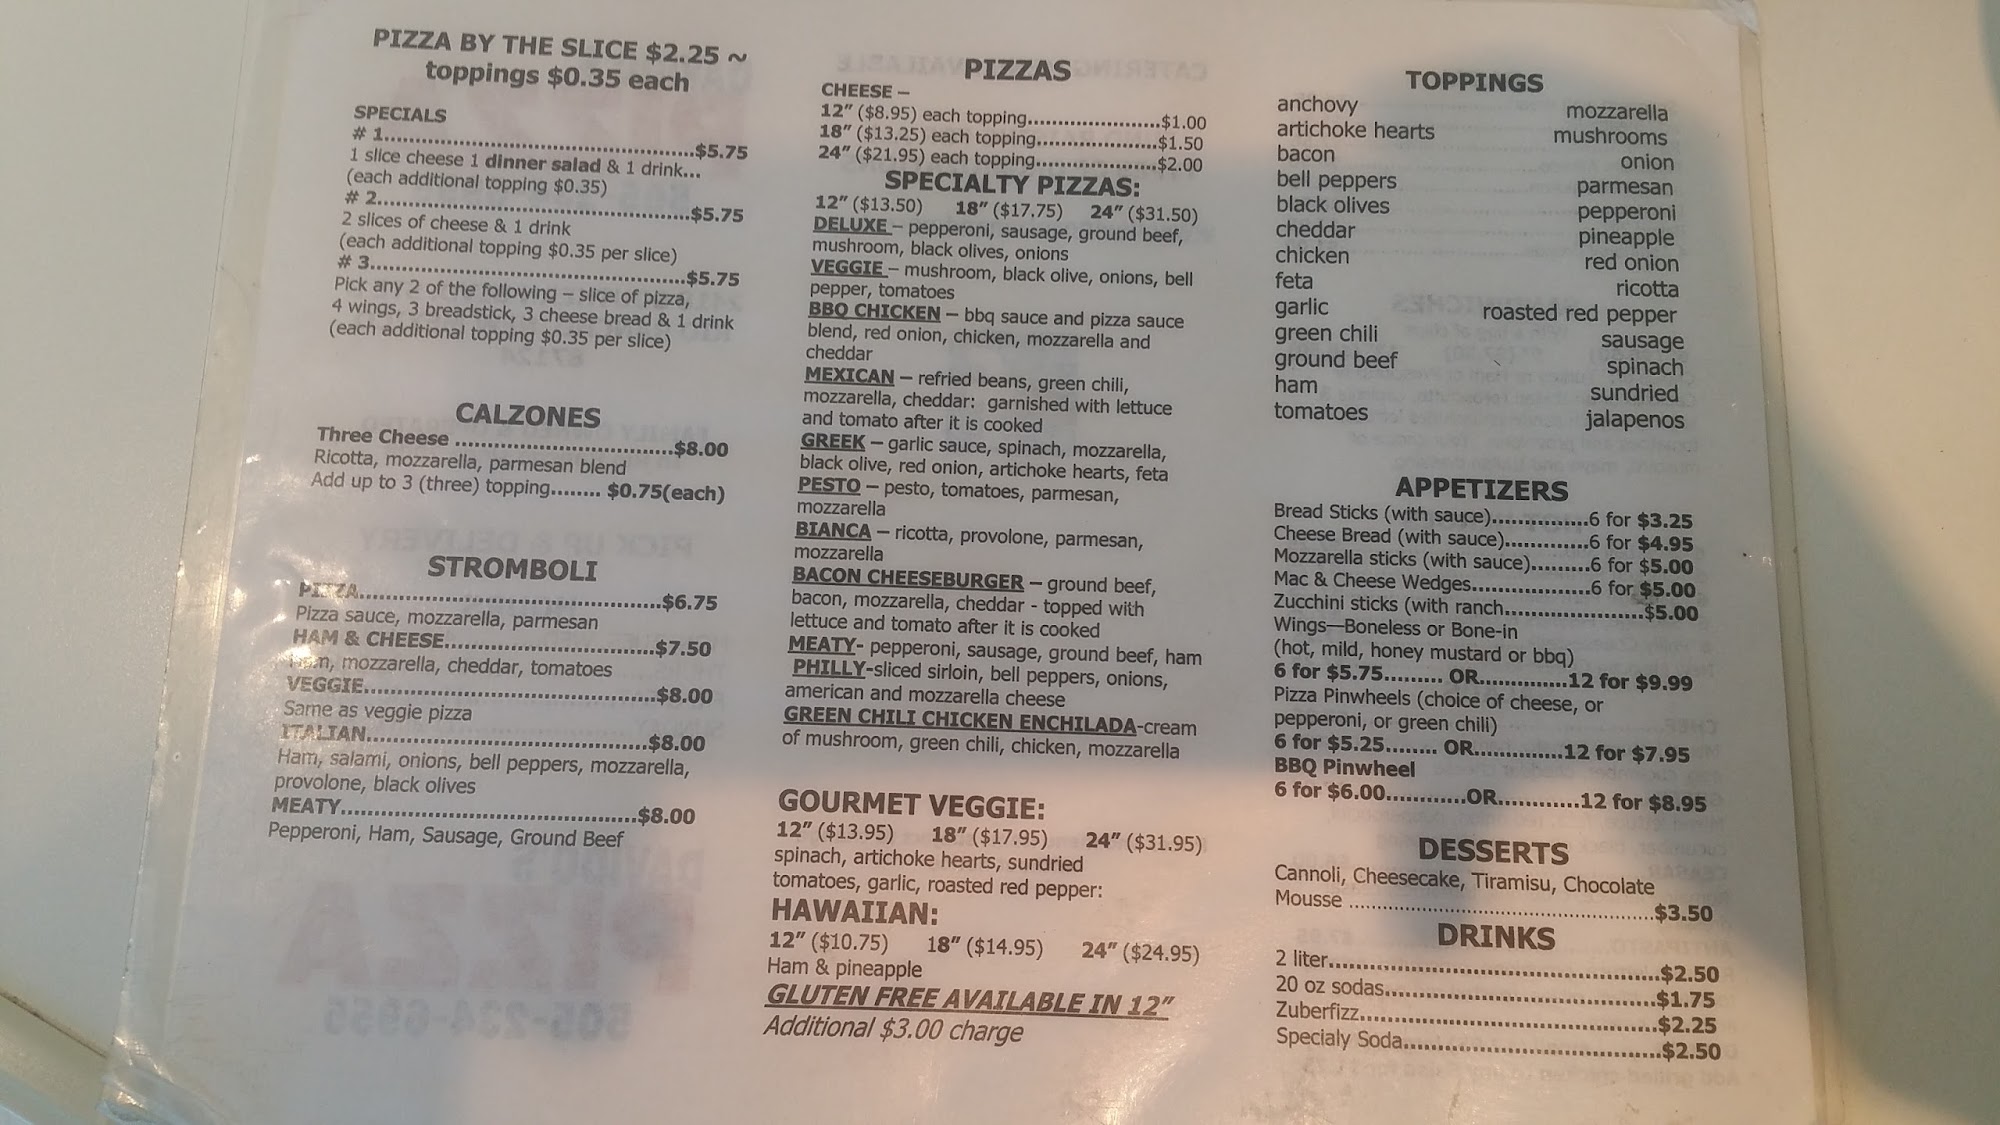 PIZZA BY THE SLICE $2.25 ~
toppings $0.35 each
SPECIALS
# 1..........$5.75
1 slice cheese 1 dinner salad & 1 drink...
(each additional topping $0.35)
# 2..........$5.75
2 slices of cheese & 1 drink
(each additional topping $0.35 per slice)
# 3..........$5.75
Pick any 2 of the following – slice of pizza,
4 wings, 3 breadstick, 3 cheese bread & 1 drink
(each additional topping $0.35 per slice)
CALZONES
Three Cheese ..........$8.00
Ricotta, mozzarella, parmesan blend
Add up to 3 (three) topping........ $0.75(each)
STROMBOLI
PIZZA..........$6.75
Pizza sauce, mozzarella, parmesan
HAM & CHEESE..........$7.50
Ham, mozzarella, cheddar, tomatoes
VEGGIE..........$8.00
Same as veggie pizza
ITALIAN..........$8.00
Ham, salami, onions, bell peppers, mozzarella,
provolone, black olives
MEATY..........$8.00
Pepperoni, Ham, Sausage, Ground Beef
PIZZAS
CHEESE –
12” ($8.95) each topping..........$1.00
18” ($13.25) each topping..........$1.50
24” ($21.95) each topping..........$2.00
SPECIALTY PIZZAS:
12” ($13.50) 18” ($17.75) 24” ($31.50)
DELUXE – pepperoni, sausage, ground beef,
mushroom, black olives, onions
VEGGIE – mushroom, black olive, onions, bell
pepper, tomatoes
BBQ CHICKEN – bbq sauce and pizza sauce
blend, red onion, chicken, mozzarella and
cheddar
MEXICAN – refried beans, green chili,
mozzarella, cheddar: garnished with lettuce
and tomato after it is cooked
GREEK – garlic sauce, spinach, mozzarella,
black olive, red onion, artichoke hearts, feta
PESTO – pesto, tomatoes, parmesan,
mozzarella
BIANCA – ricotta, provolone, parmesan,
mozzarella
BACON CHEESEBURGER – ground beef,
bacon, mozzarella, cheddar - topped with
lettuce and tomato after it is cooked
MEATY- pepperoni, sausage, ground beef, ham
PHILLY-sliced sirloin, bell peppers, onions,
american and mozzarella cheese
GREEN CHILI CHICKEN ENCHILADA-cream
of mushroom, green chili, chicken, mozzarella
GOURMET VEGGIE:
12” ($13.95) 18” ($17.95) 24” ($31.95)
spinach, artichoke hearts, sundried
tomatoes, garlic, roasted red pepper:
HAWAIIAN:
12” ($10.75) 18” ($14.95) 24” ($24.95)
Ham & pineapple
GLUTEN FREE AVAILABLE IN 12”
Additional $3.00 charge
TOPPINGS
anchovy mozzarella
artichoke hearts mushrooms
bacon onion
bell peppers parmesan
black olives pepperoni
cheddar pineapple
chicken red onion
feta ricotta
garlic roasted red pepper
green chili sausage
ground beef spinach
ham sundried
tomatoes jalapenos
APPETIZERS
Bread Sticks (with sauce)..........6 for $3.25
Cheese Bread (with sauce)..........6 for $4.95
Mozzarella sticks (with sauce).........6 for $5.00
Mac & Cheese Wedges..........6 for $5.00
Zucchini sticks (with ranch..........$5.00
Wings—Boneless or Bone-in
(hot, mild, honey mustard or bbq)
6 for $5.75......... OR..........12 for $9.99
Pizza Pinwheels (choice of cheese, or
pepperoni, or green chili)
6 for $5.25........ OR..........12 for $7.95
BBQ Pinwheel
6 for $6.00..........OR..........12 for $8.95
DESSERTS
Cannoli, Cheesecake, Tiramisu, Chocolate
Mousse ..........$3.50
DRINKS
2 liter..........$2.50
20 oz sodas..........$1.75
Zuberfizz..........$2.25
Specialy Soda..........$2.50